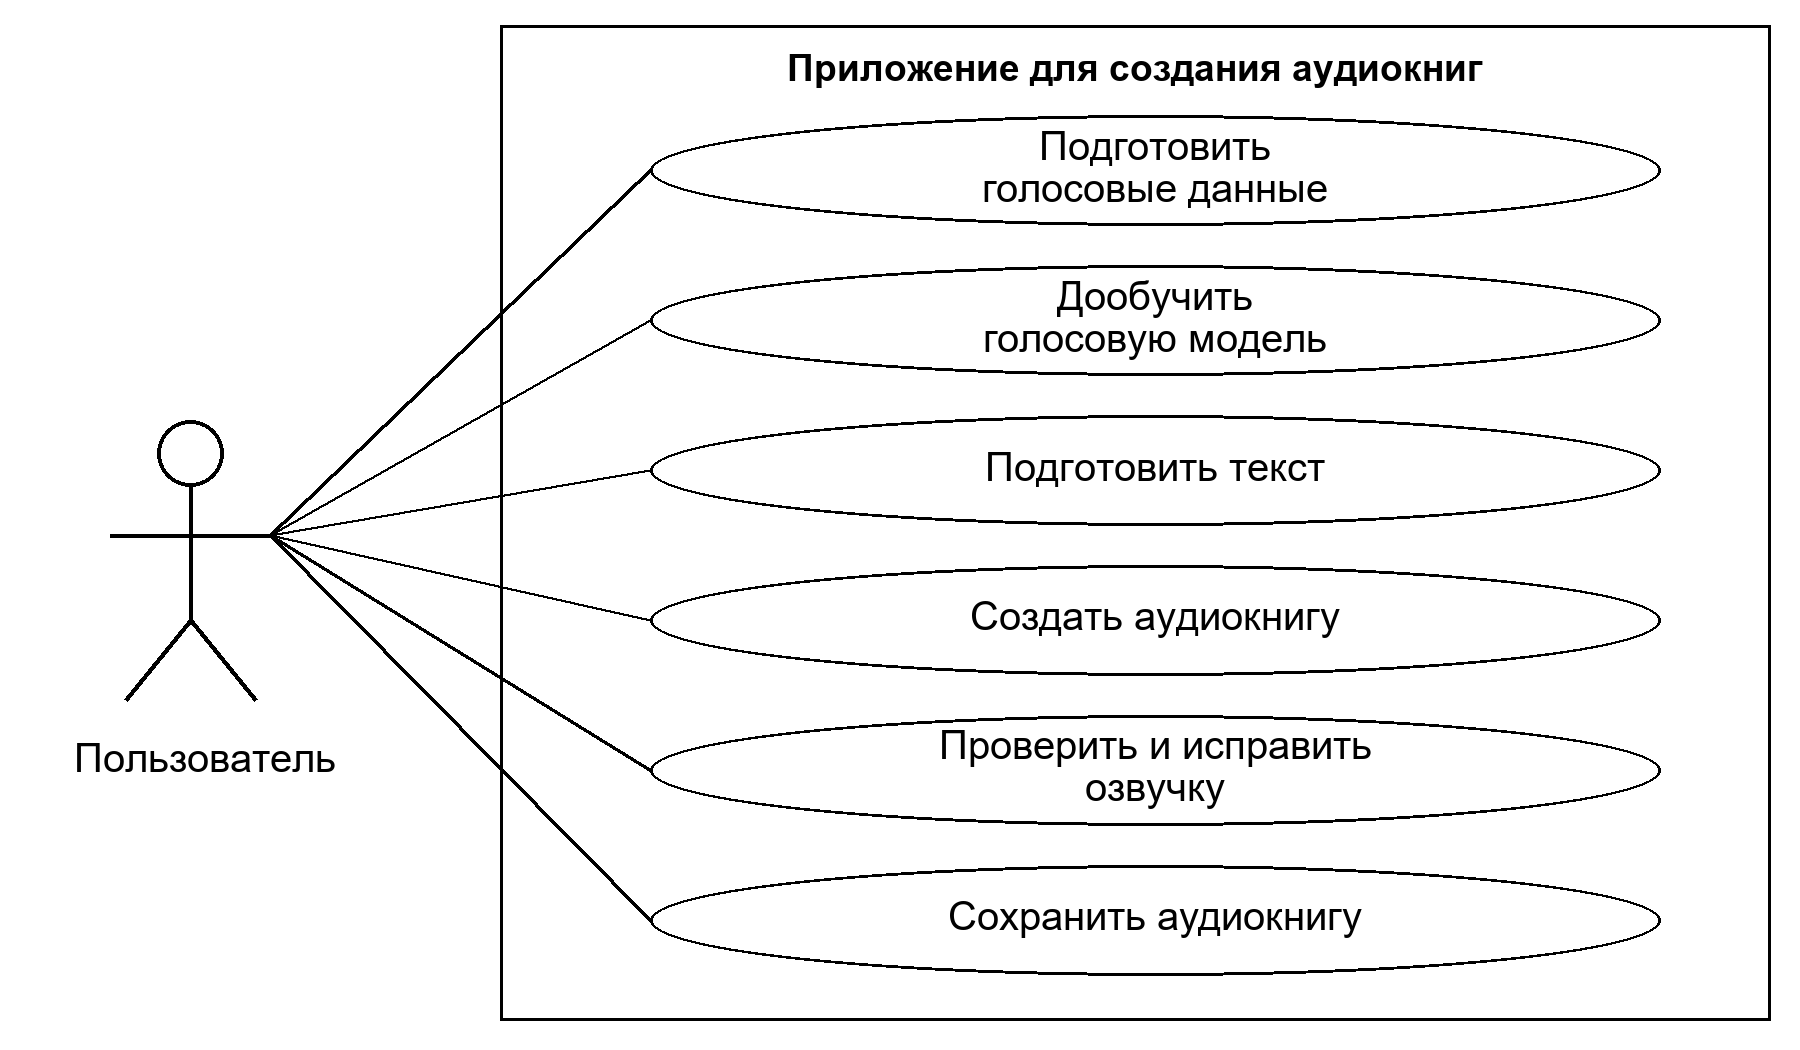 Приложение для создания аудиокниг
Подготовить
голосовые данные
Дообучить
голосовую модель
Подготовить текст
Создать аудиокнигу
Проверить и исправить
озвучку
Сохранить аудиокнигу
Пользователь